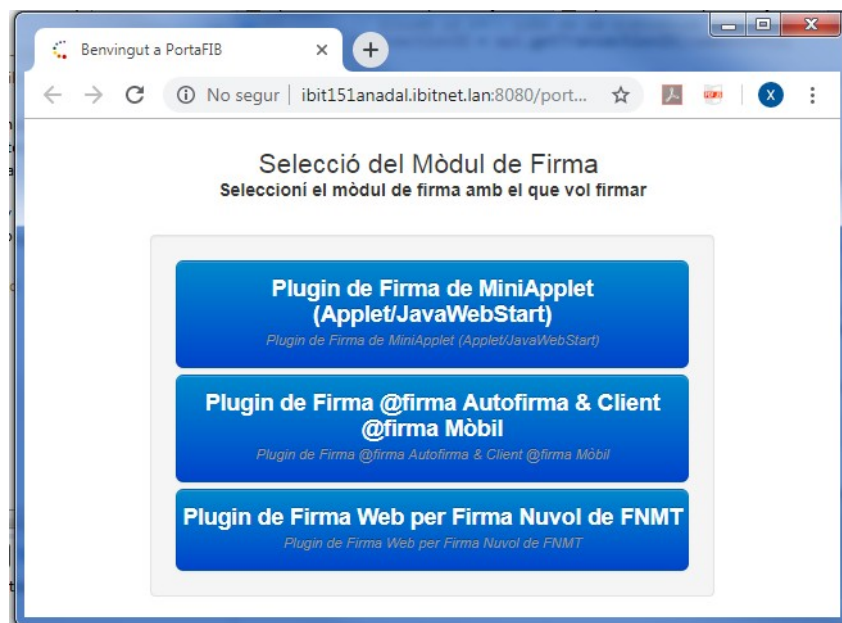 Benvingut a PortaFIB
No segur
ibit151anadal.ibitnet.lan:8080/port...
X
Selecció del Mòdul de Firma
Seleccioní el mòdul de firma amb el que vol firmar
Plugin de Firma de MiniApplet
(Applet/JavaWebStart)
Plugin de Firma de MiniApplet (Applet/JavaWebStart)
Plugin de Firma @firma Autofirma & Client
@firma Mòbil
Plugin de Firma @firma Autofirma & Client @firma Mòbil
Plugin de Firma Web per Firma Nuvol de FNMT
Plugin de Firma Web per Firma Nuvol de FNMT